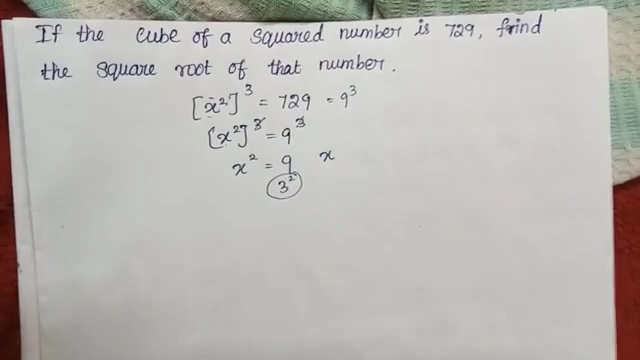 If the cube of a squared number is 729, find
the square root of that number.
[x²]³ = 729 = 9³
[x²]³ = 9³
x² = 9 x
3²